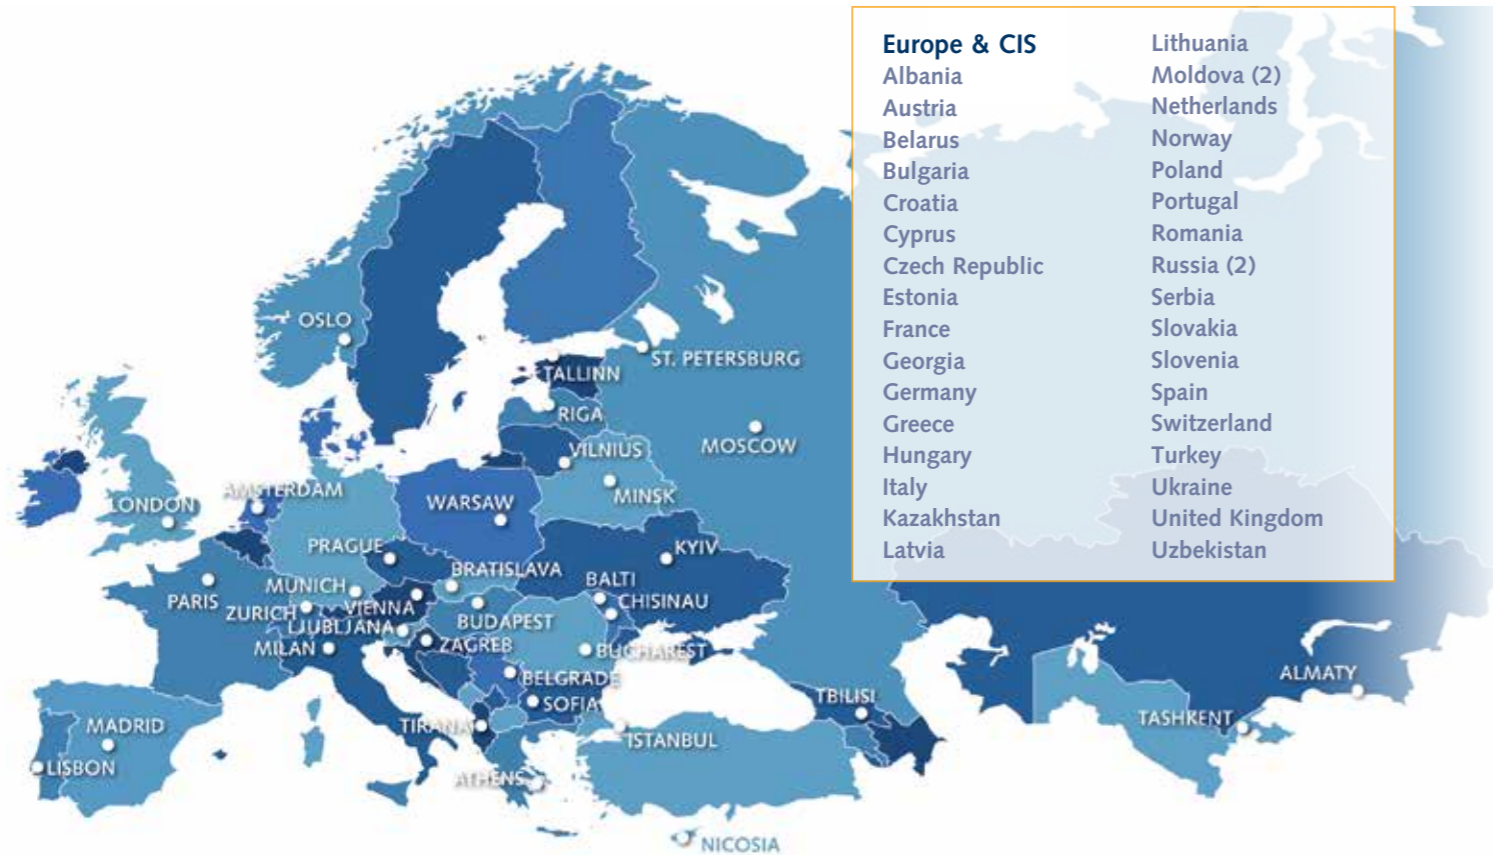 Europe & CIS
Albania
Austria
Belarus
Bulgaria
Croatia
Cyprus
Czech Republic
Estonia
France
Georgia
Germany
Greece
Hungary
Italy
Kazakhstan
Latvia
Lithuania
Moldova (2)
Netherlands
Norway
Poland
Portugal
Romania
Russia (2)
Serbia
Slovakia
Slovenia
Spain
Switzerland
Turkey
Ukraine
United Kingdom
Uzbekistan
OSLO
ST. PETERSBURG
TALLINN
RIGA
MOSCOW
VILNIUS
AMSTERDAM
MINSK
LONDON
WARSAW
PRAGUE
KYIV
BRATISLAVA
MUNICH
BALTI
PARIS
ZURICH
VIENNA
CHISINAU
LJUBLJANA
BUDAPEST
MILAN
ZAGREB
BUCHAREST
BELGRADE
ALMATY
SOFIA
TBILISI
MADRID
TIRANA
TASHKENT
ISTANBUL
LISBON
ATHENS
NICOSIA